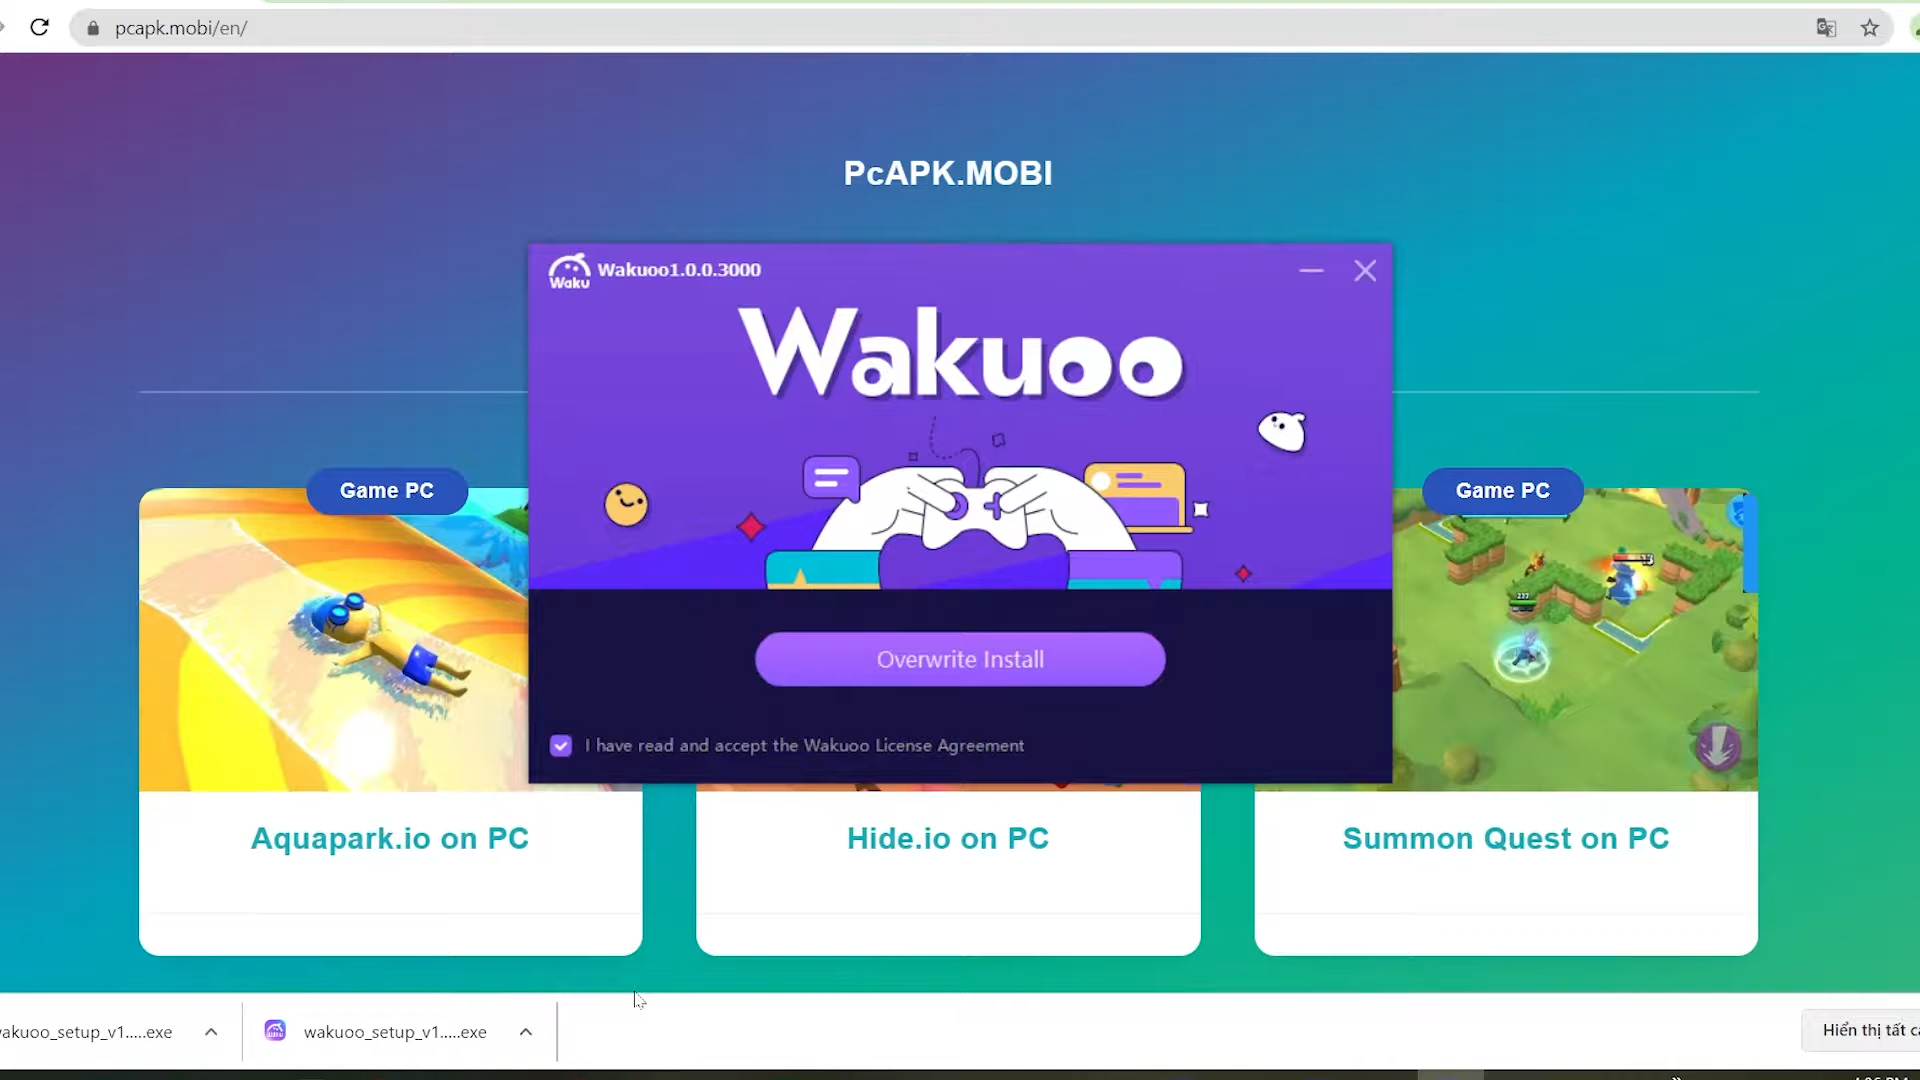 pcapk.mobi/en/
PcAPK.MOBI
Waku
Wakuoo1.0.0.3000
Wakuoo
Game PC
Game PC
13
Overwrite Install
I have read and accept the Wakuoo License Agreement
Aquapark.io on PC
Hide.io on PC
Summon Quest on PC
akuoo_setup_v1.....exe
wakuoo_setup_v1.....exe
Hiển thị tất c